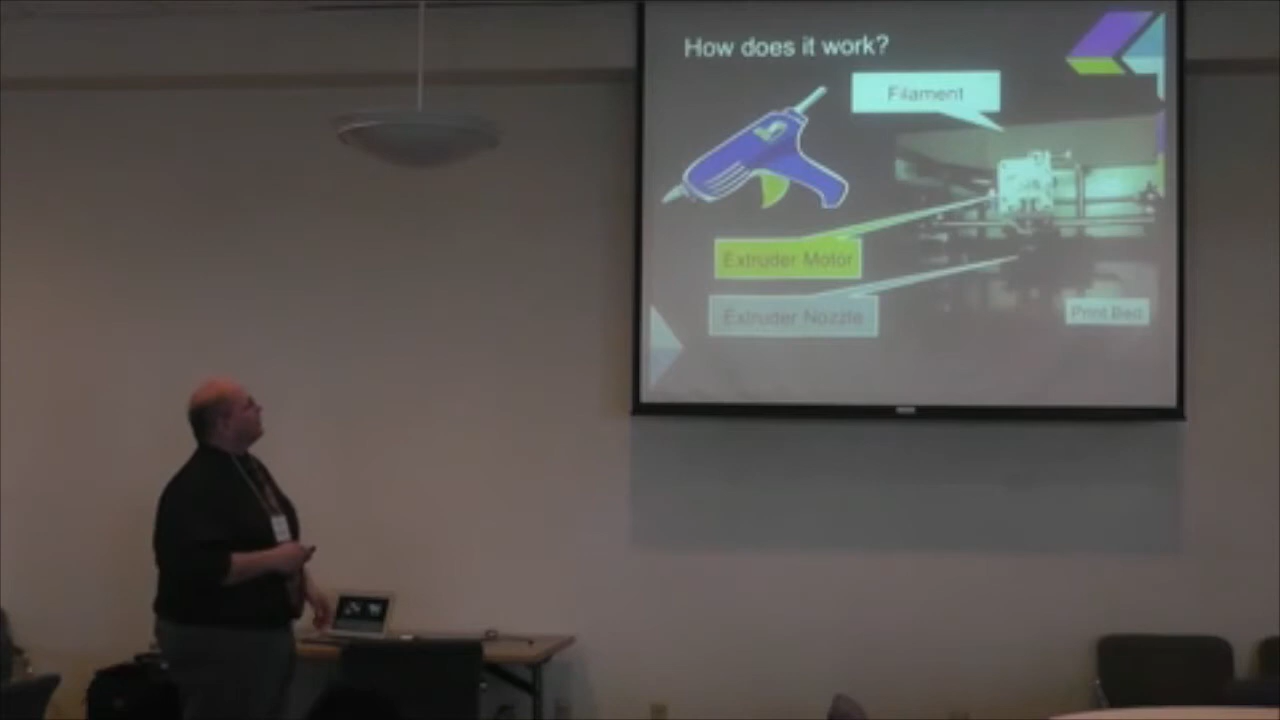 How does it work?
Filament
Extruder Motor
Extruder Nozzle
Print Bed